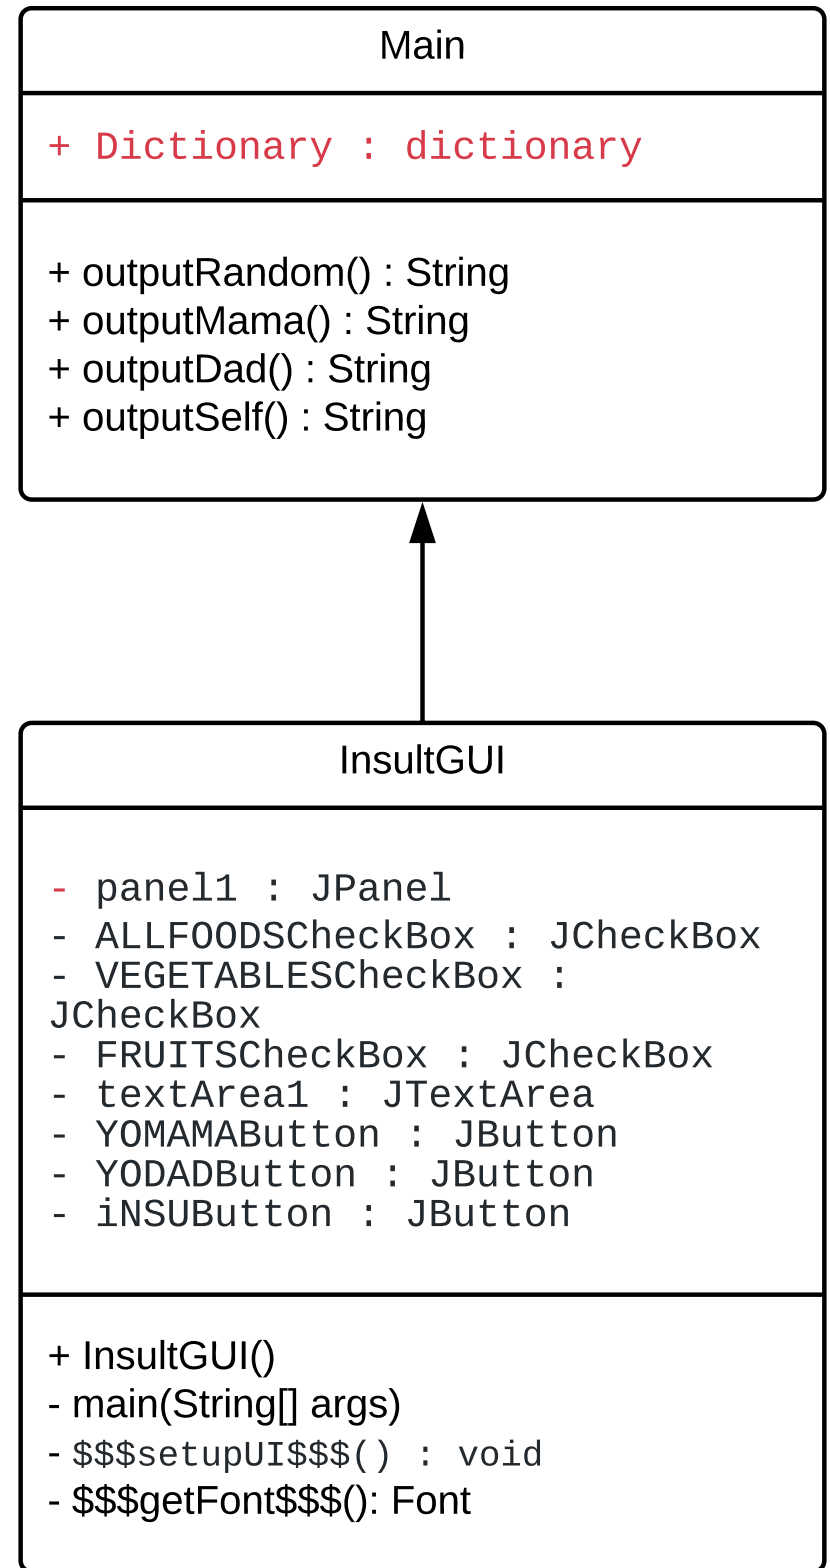 Main
+ Dictionary : dictionary
+ outputRandom() : String
+ outputMama() : String
+ outputDad() : String
+ outputSelf() : String
InsultGUI
- panel1 : JPanel
- ALLFOODSCheckBox : JCheckBox
- VEGETABLESCheckBox :
JCheckBox
- FRUITSCheckBox : JCheckBox
- textArea1 : JTextArea
- YOMAMAButton : JButton
- YODADButton : JButton
- iNSUButton : JButton
+ InsultGUI()
- main(String[] args)
- $$$setupUI$$$() : void
- $$$getFont$$$(): Font